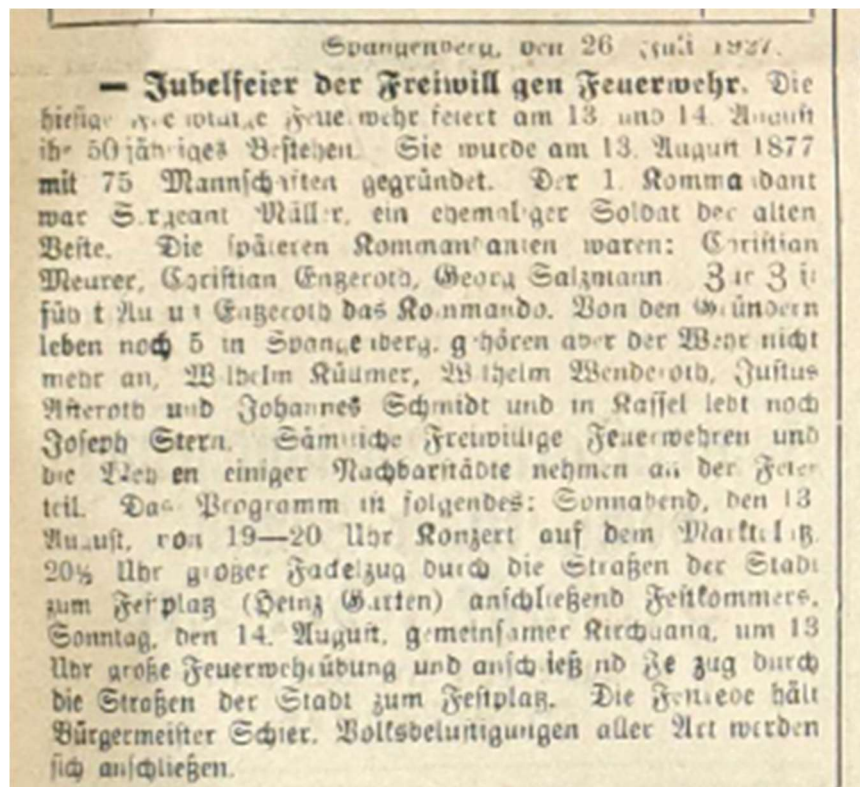 Spangenberg, den 26. Juli 1927.
— Jubelfeier der Freiwilligen Feuerwehr. Die
hiesige Freiwillige Feuerwehr feiert am 13. und 14. August
ihr 50jähriges Bestehen. Sie wurde am 13. August 1877
mit 75 Mannschaften gegründet. Der 1. Kommandant
war Sergeant Müller, ein ehemaliger Soldat der alten
Veste. Die späteren Kommandanten waren: Christian
Meurer, Christian Entzeroth, Georg Salzmann. Zur Zeit
führt August Entzeroth das Kommando. Von den Gründern
leben noch 5 in Spangenberg, gehören aber der Wehr nicht
mehr an, Wilhelm Wilhelm Wenderoth, Justus
Asteroth und Johannes Schmidt und in Kassel lebt noch
Joseph Stern. Sämtliche Freiwillige Feuerwehren und
die Wehren einiger Nachbarstädte nehmen an der Feier
teil. Das Programm ist folgendes: Sonnabend, den 13.
August, von 19—20 Uhr Konzert auf dem Marktplatz.
20½ Uhr großer Fackelzug durch die Straßen der Stadt
zum Festplatz (Heinz Garten) anschließend Festkommers.
Sonntag, den 14. August, gemeinsamer Kirchgang, um 13
Uhr große Feuerwehrübung und anschließend Festzug durch
die Straßen der Stadt zum Festplatz. Die Festrede hält
Bürgermeister Schier. Volksbelustigungen aller Art werden
sich anschließen.